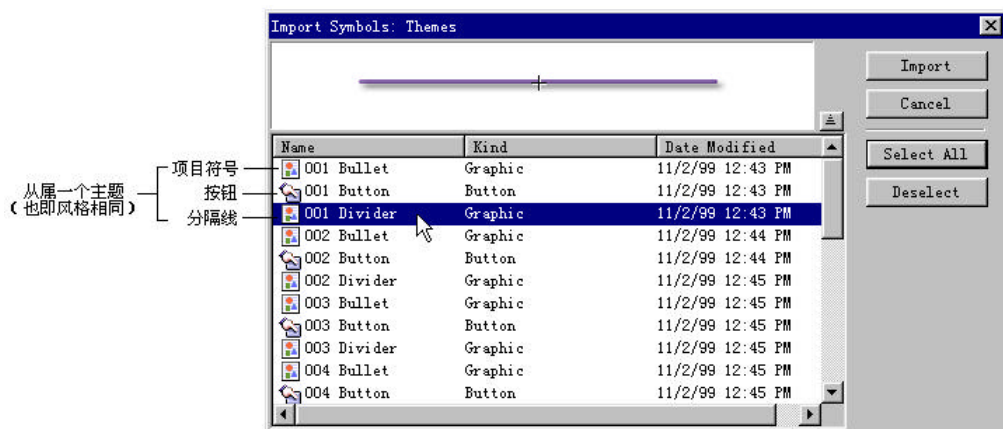 Import Symbols: Themes
Import
Cancel
Select All
Deselect
Name Kind Date Modified
001 Bullet Graphic 11/2/99 12:43 PM
001 Button Button 11/2/99 12:43 PM
001 Divider Graphic 11/2/99 12:43 PM
002 Bullet Graphic 11/2/99 12:44 PM
002 Button Button 11/2/99 12:44 PM
002 Divider Graphic 11/2/99 12:45 PM
003 Bullet Graphic 11/2/99 12:45 PM
003 Button Button 11/2/99 12:45 PM
003 Divider Graphic 11/2/99 12:45 PM
004 Bullet Graphic 11/2/99 12:45 PM
004 Button Button 11/2/99 12:45 PM
从属一个主题
(也即风格相同)
项目符号
按钮
分隔线